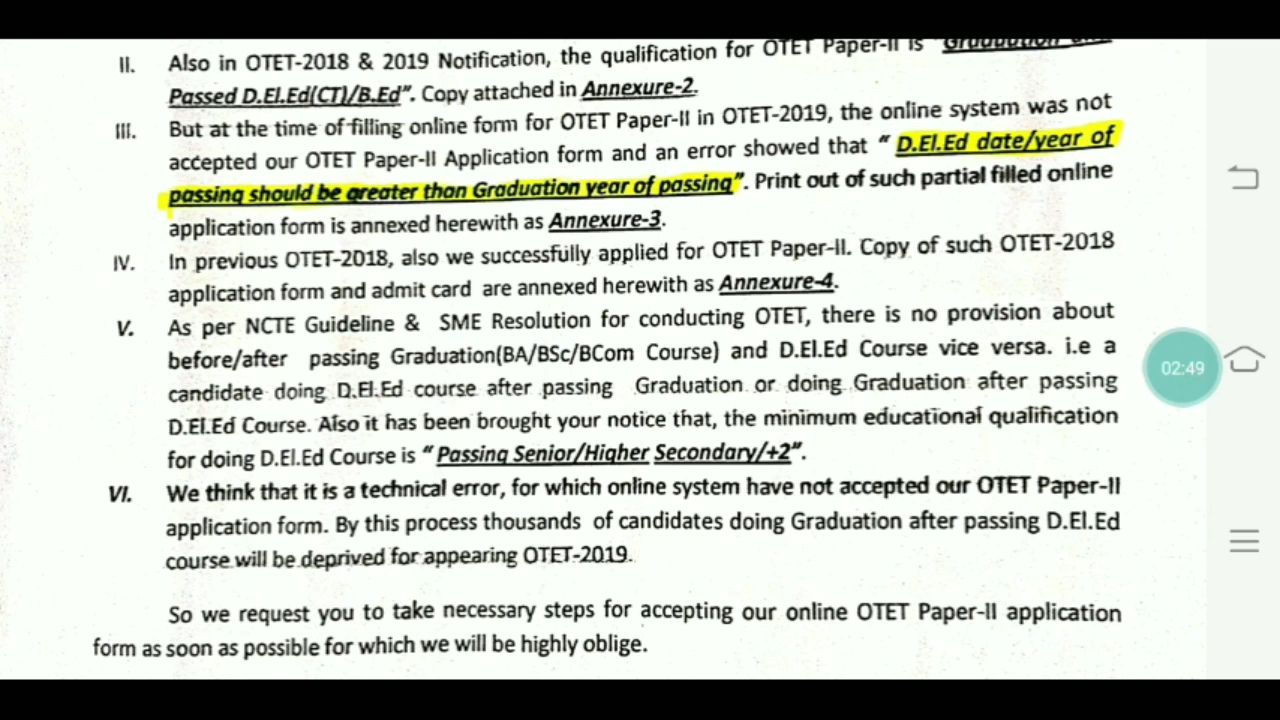 II. Also in OTET-2018 & 2019 Notification, the qualification for OTET Paper-II is "Graduation
Passed D.El.Ed(CT)/B.Ed". Copy attached in Annexure-2.
III. But at the time of filling online form for OTET Paper-II in OTET-2019, the online system was not
accepted our OTET Paper-II Application form and an error showed that " D.El.Ed date/year of
passing should be greater than Graduation year of passing". Print out of such partial filled online
application form is annexed herewith as Annexure-3.
IV. In previous OTET-2018, also we successfully applied for OTET Paper-II. Copy of such OTET-2018
application form and admit card are annexed herewith as Annexure-4.
V. As per NCTE Guideline & SME Resolution for conducting OTET, there is no provision about
before/after passing Graduation(BA/BSc/BCom Course) and D.El.Ed Course vice versa. i.e a
candidate doing D.El.Ed course after passing Graduation or doing Graduation after passing
D.El.Ed Course. Also it has been brought your notice that, the minimum educational qualification
for doing D.El.Ed Course is "Passing Senior/Higher Secondary/+2".
VI. We think that it is a technical error, for which online system have not accepted our OTET Paper-II
application form. By this process thousands of candidates doing Graduation after passing D.El.Ed
course will be deprived for appearing OTET-2019.
So we request you to take necessary steps for accepting our online OTET Paper-II application
form as soon as possible for which we will be highly oblige.
02:49